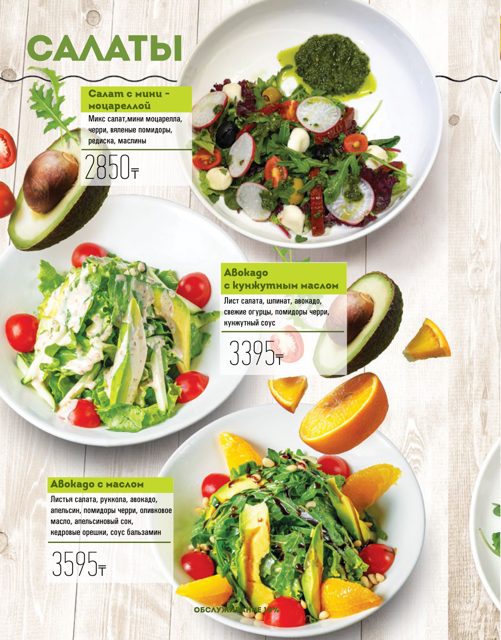 САЛАТЫ
Салат с мини -
моцареллой
Микс салат,мини моцарелла,
черри, вяленые помидоры,
редиска, маслины
2850₸
Авокадо
с кунжутным маслом
Лист салата, шпинат, авокадо,
свежие огурцы, помидоры черри,
кунжутный соус
3395₸
Авокадо с маслом
Листья салата, руккола, авокадо,
апельсин, помидоры черри, оливковое
масло, апельсиновый сок,
кедровые орешки, соус бальзамин
3595₸
ОБСЛУЖИВАНИЕ